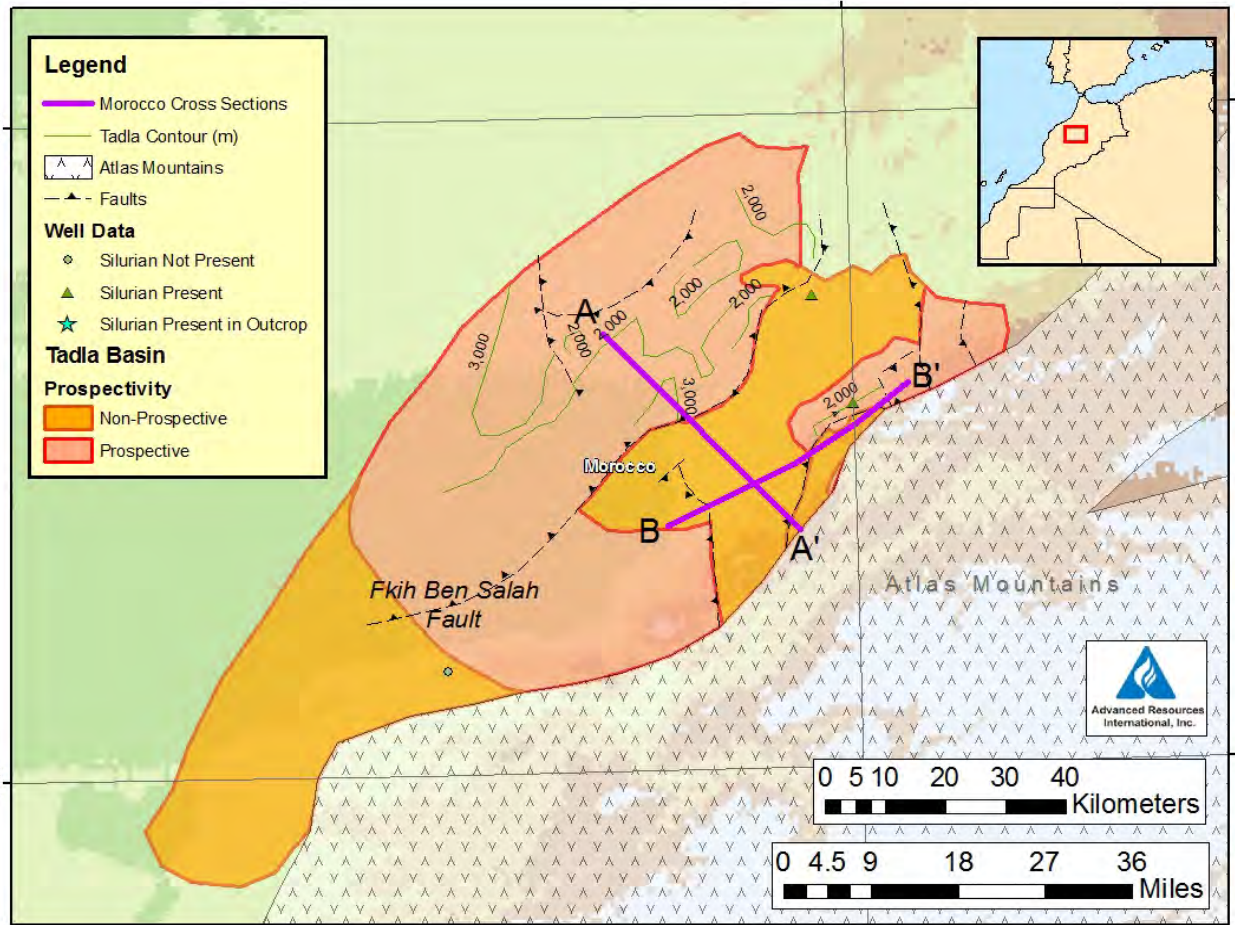 Legend
Morocco Cross Sections
Tadla Contour (m)
Atlas Mountains
Faults
Well Data
Silurian Not Present
Silurian Present
Silurian Present in Outcrop
Tadla Basin
Prospectivity
Non-Prospective
Prospective
2,000
2,000
2,000
A
2,000
2,000
3,000
3,000
B'
2,000
Morocco
B
A'
Fkih Ben Salah
Fault
Atlas Mountains
Advanced Resources
International, Inc.
0 5 10 20 30 40
Kilometers
0 4.5 9 18 27 36
Miles